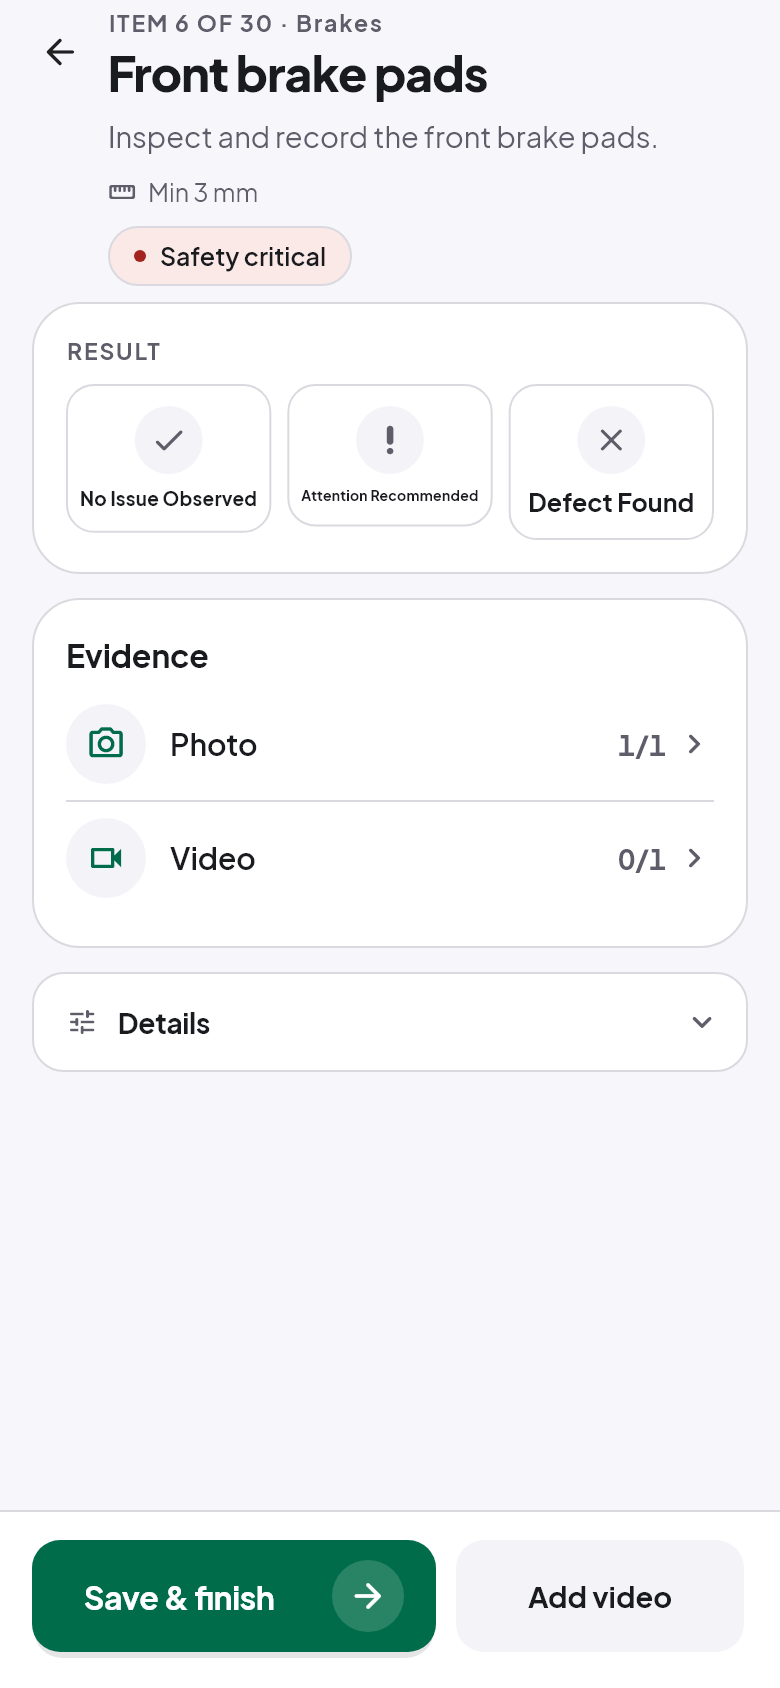 ITEM 6 OF 30 · Brakes
Front brake pads
Inspect and record the front brake pads.
Min 3 mm
Safety critical
RESULT
No Issue Observed
Attention Recommended
Defect Found
Evidence
Photo 1/1
Video 0/1
Details
Save & finish
Add video